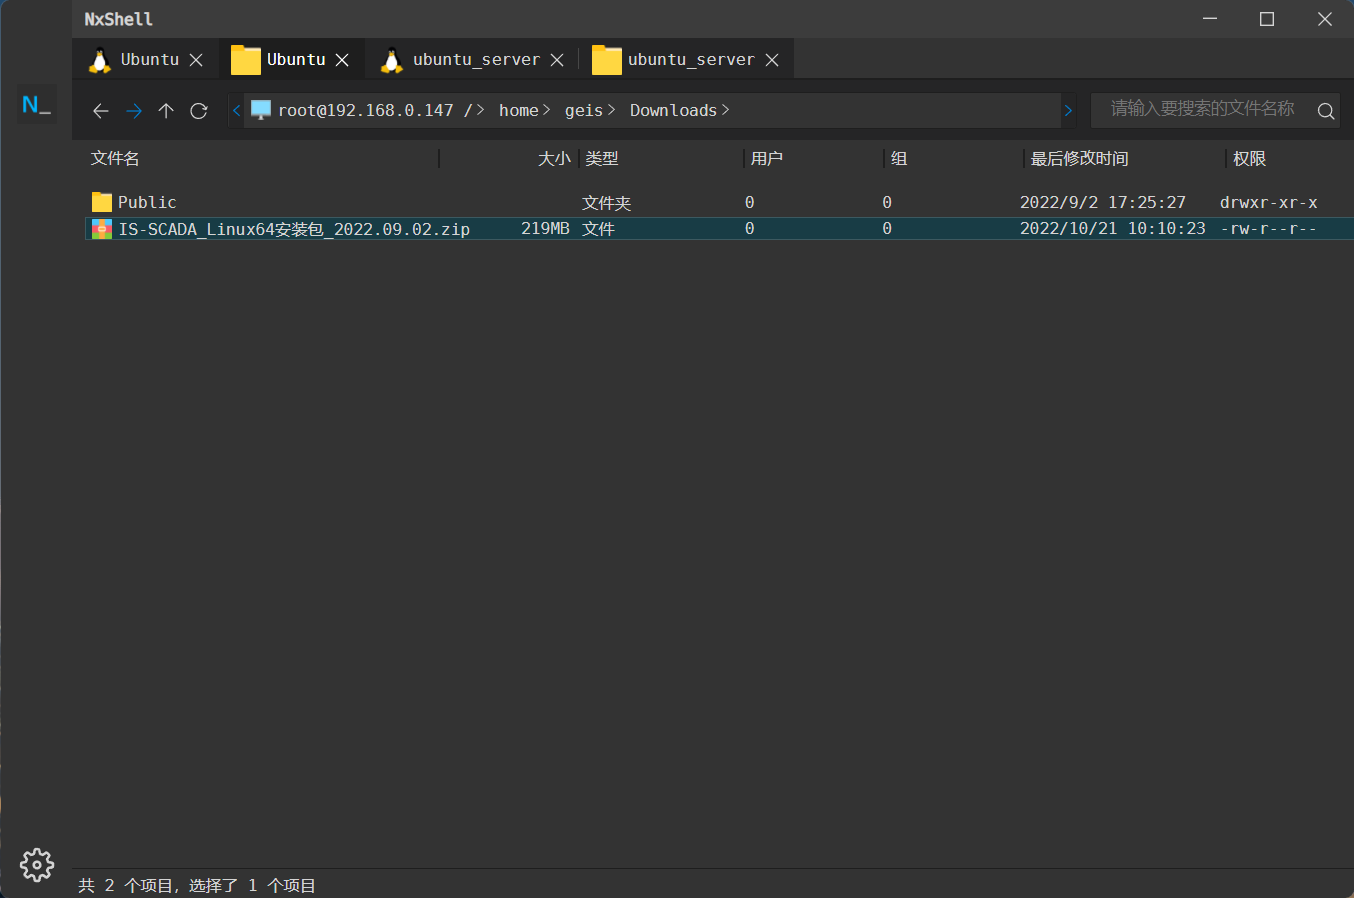 NxShell
Ubuntu Ubuntu ubuntu_server ubuntu_server
N_
root@192.168.0.147 / > home > geis > Downloads > 请输入要搜索的文件名称
文件名 大小 类型 用户 组 最后修改时间 权限
Public 文件夹 0 0 2022/9/2 17:25:27 drwxr-xr-x
IS-SCADA_Linux64安装包_2022.09.02.zip 219MB 文件 0 0 2022/10/21 10:10:23 -rw-r--r--
共 2 个项目, 选择了 1 个项目